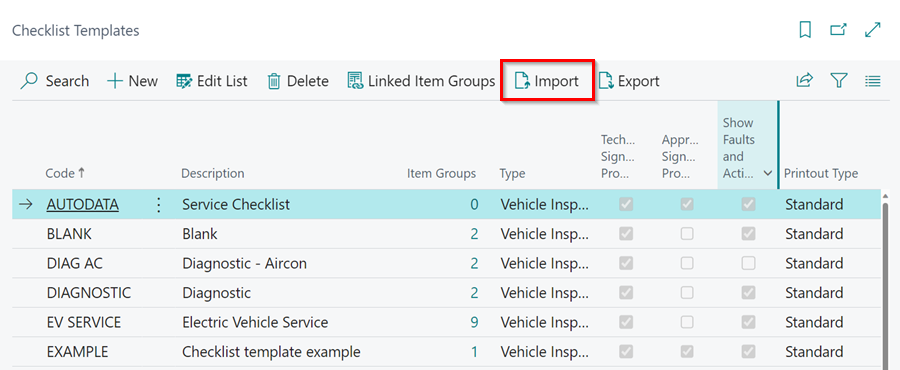 Checklist Templates
Search New Edit List Delete Linked Item Groups Import Export
Show
Tech... Appr... Faults
Sign... Sign... and
Code ↑ Description Item Groups Type Pro... Pro... Acti... Printout Type
AUTODATA Service Checklist 0 Vehicle Insp... Standard
BLANK Blank 2 Vehicle Insp... Standard
DIAG AC Diagnostic - Aircon 2 Vehicle Insp... Standard
DIAGNOSTIC Diagnostic 2 Vehicle Insp... Standard
EV SERVICE Electric Vehicle Service 9 Vehicle Insp... Standard
EXAMPLE Checklist template example 1 Vehicle Insp... Standard